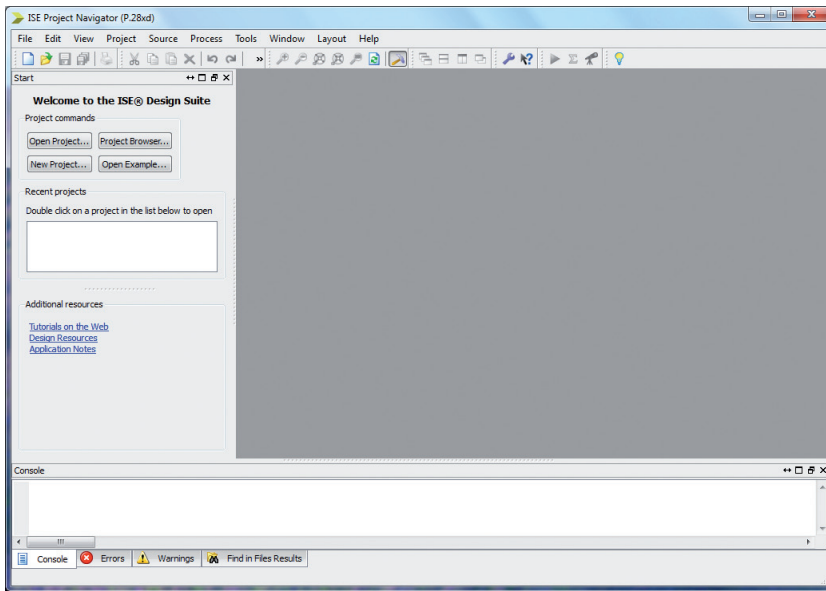 ISE Project Navigator (P.28xd)
File Edit View Project Source Process Tools Window Layout Help
Start
Welcome to the ISE® Design Suite
Project commands
Open Project... Project Browser...
New Project... Open Example...
Recent projects
Double click on a project in the list below to open
Additional resources
Tutorials on the Web
Design Resources
Application Notes
Console
Console Errors Warnings Find in Files Results